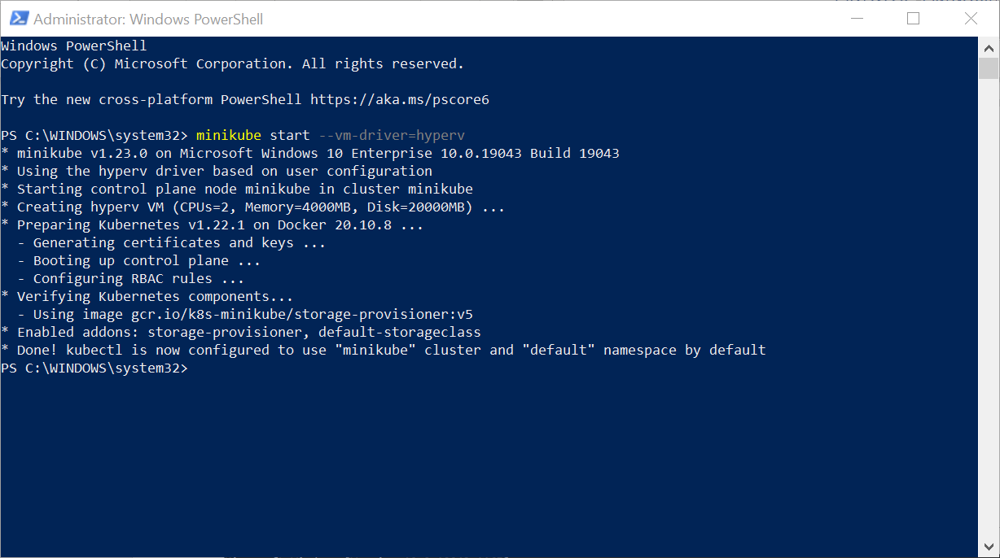 Administrator: Windows PowerShell
Windows PowerShell
Copyright (C) Microsoft Corporation. All rights reserved.
Try the new cross-platform PowerShell https://aka.ms/pscore6
PS C:\WINDOWS\system32> minikube start --vm-driver=hyperv
* minikube v1.23.0 on Microsoft Windows 10 Enterprise 10.0.19043 Build 19043
* Using the hyperv driver based on user configuration
* Starting control plane node minikube in cluster minikube
* Creating hyperv VM (CPUs=2, Memory=4000MB, Disk=20000MB) ...
* Preparing Kubernetes v1.22.1 on Docker 20.10.8 ...
  - Generating certificates and keys ...
  - Booting up control plane ...
  - Configuring RBAC rules ...
* Verifying Kubernetes components...
  - Using image gcr.io/k8s-minikube/storage-provisioner:v5
* Enabled addons: storage-provisioner, default-storageclass
* Done! kubectl is now configured to use "minikube" cluster and "default" namespace by default
PS C:\WINDOWS\system32>